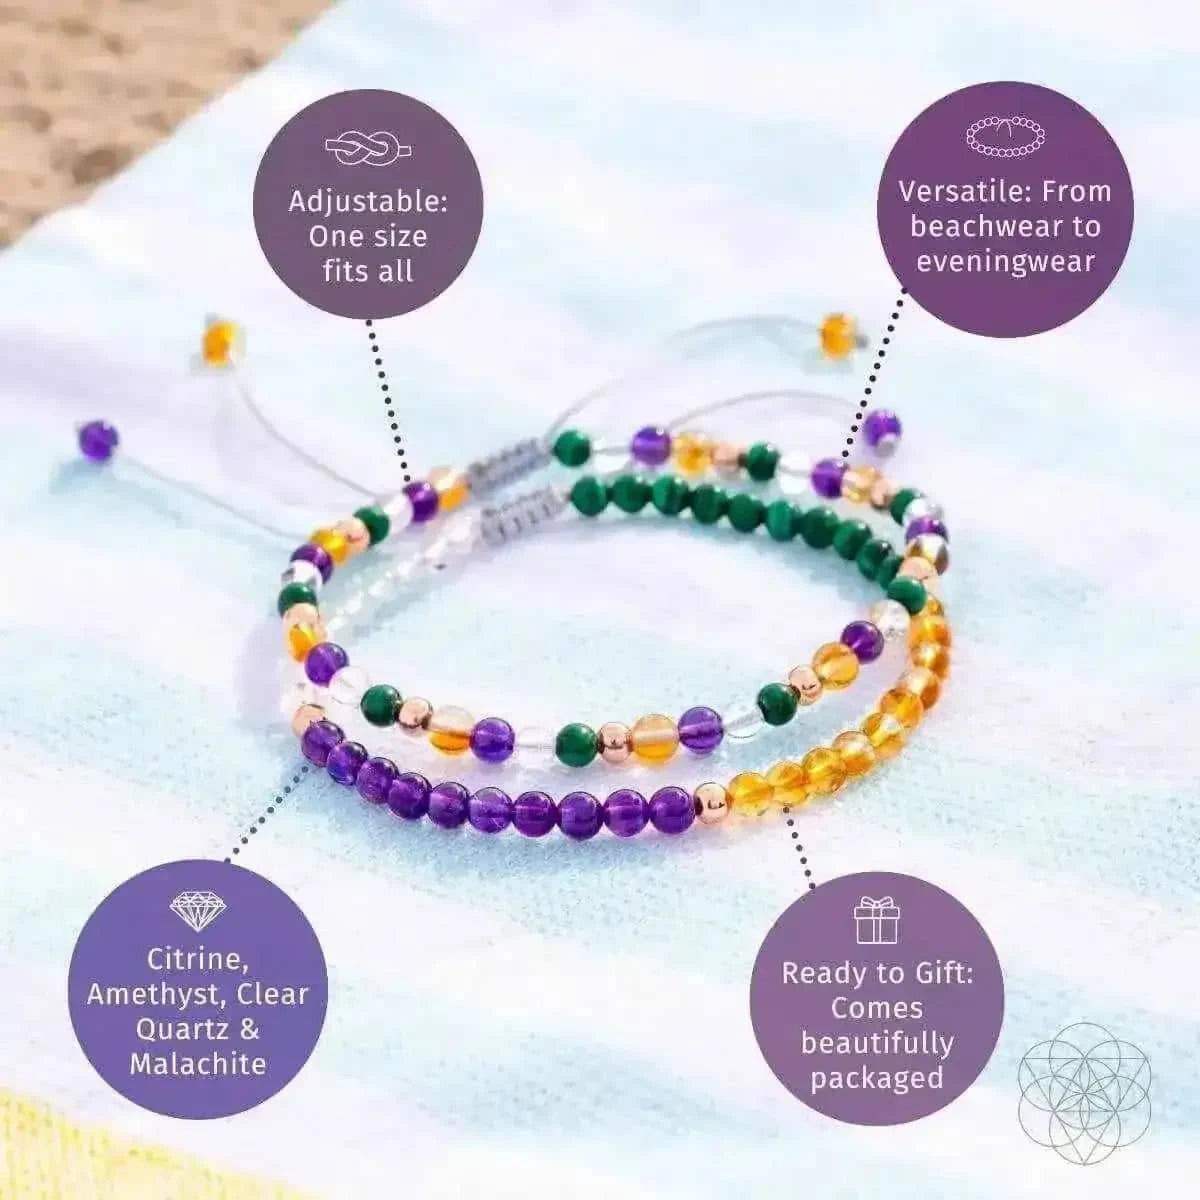 Adjustable:
One size
fits all
Versatile: From
beachwear to
eveningwear
Citrine,
Amethyst, Clear
Quartz &
Malachite
Ready to Gift:
Comes
beautifully
packaged